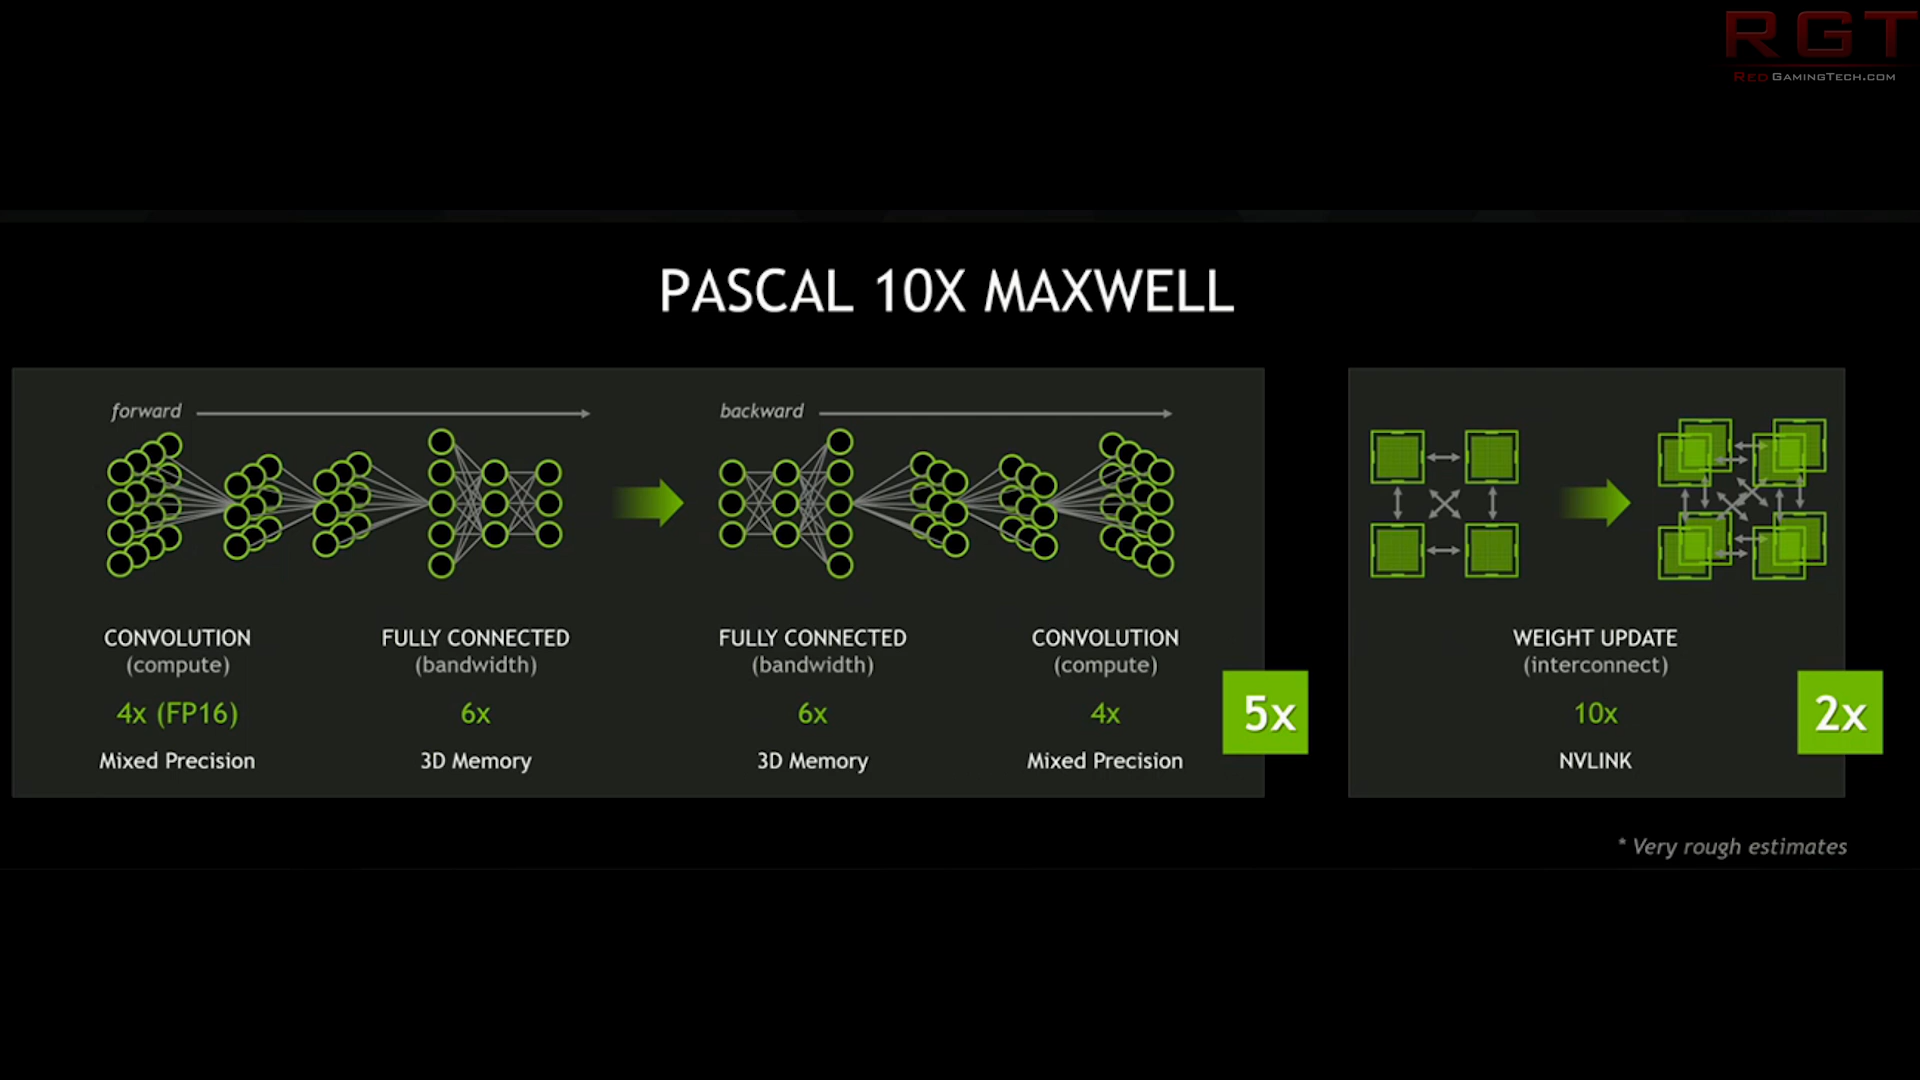 RGT
RedGamingTech.com
PASCAL 10X MAXWELL
forward
backward
CONVOLUTION
(compute)
4x (FP16)
Mixed Precision
FULLY CONNECTED
(bandwidth)
6x
3D Memory
FULLY CONNECTED
(bandwidth)
6x
3D Memory
CONVOLUTION
(compute)
4x
Mixed Precision
5x
WEIGHT UPDATE
(interconnect)
10x
NVLINK
2x
* Very rough estimates